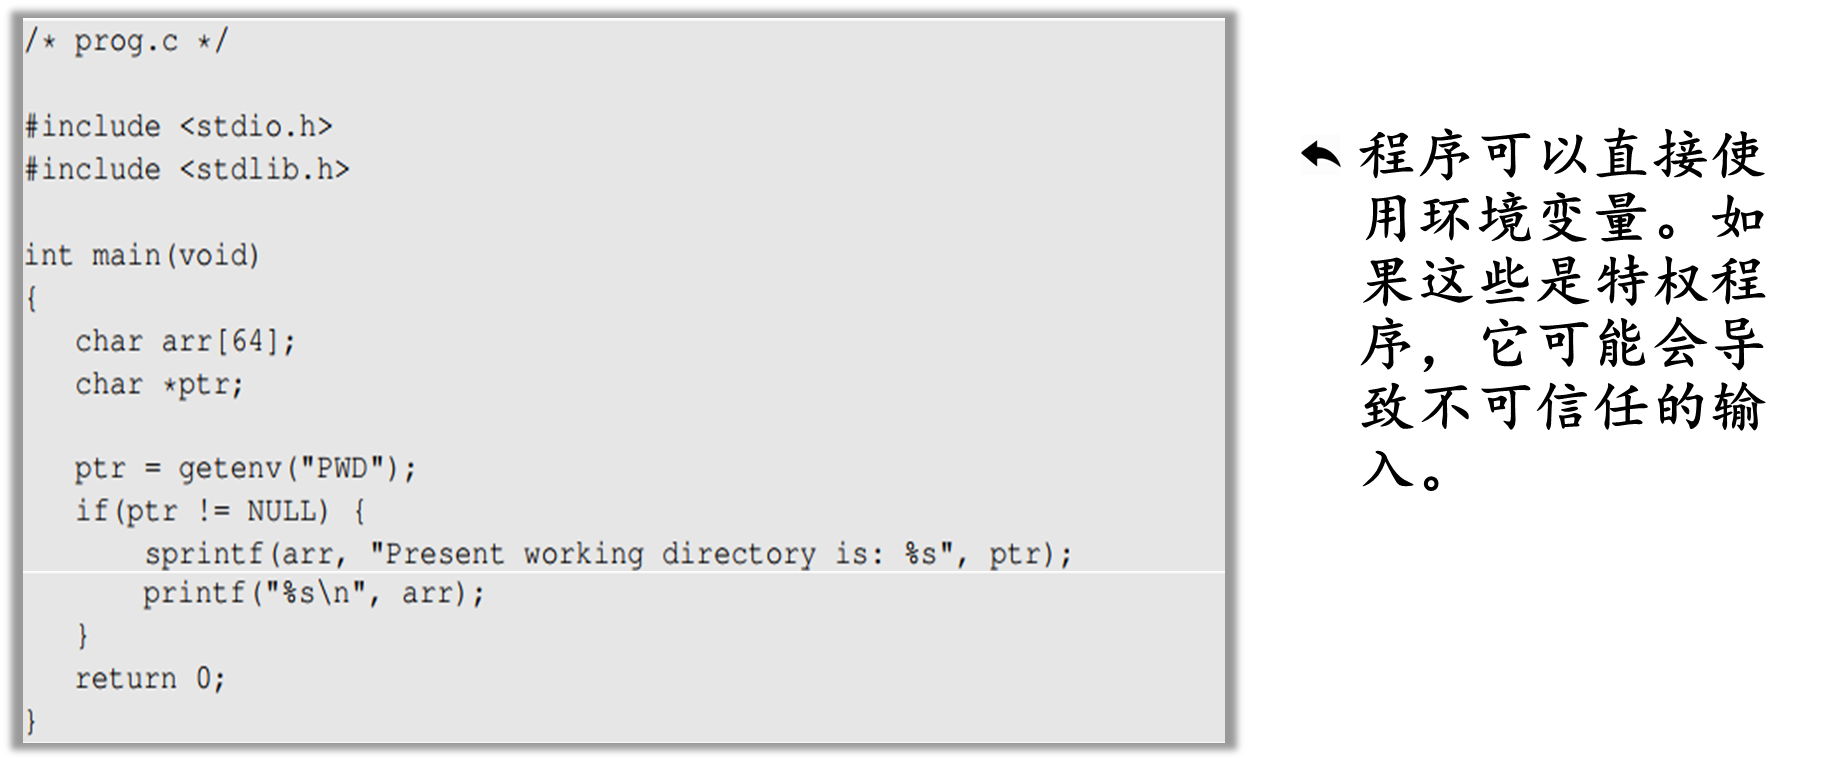 /* prog.c */
#include <stdio.h>
#include <stdlib.h>
int main(void)
{
   char arr[64];
   char *ptr;
   ptr = getenv("PWD");
   if(ptr != NULL) {
       sprintf(arr, "Present working directory is: %s", ptr);
       printf("%s\n", arr);
   }
   return 0;
}
程序可以直接使
用环境变量。如
果这些是特权程
序，它可能会导
致不可信任的输
入。